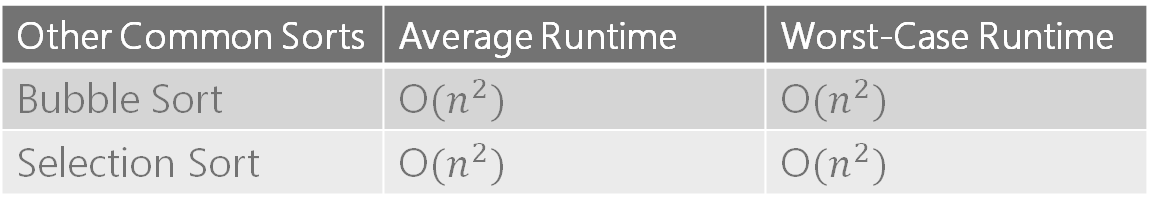 Other Common Sorts Average Runtime Worst-Case Runtime
Bubble Sort O(n²) O(n²)
Selection Sort O(n²) O(n²)